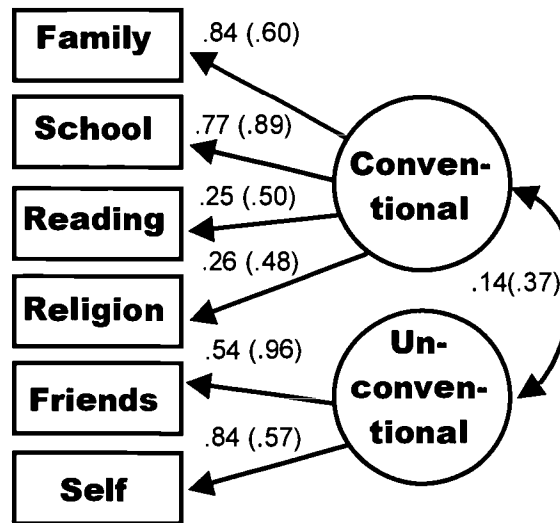 Family
.84 (.60)
School
.77 (.89)
Conven-
tional
Reading
.25 (.50)
Religion
.26 (.48)
.14(.37)
Friends
.54 (.96)
Un-
conven-
tional
Self
.84 (.57)